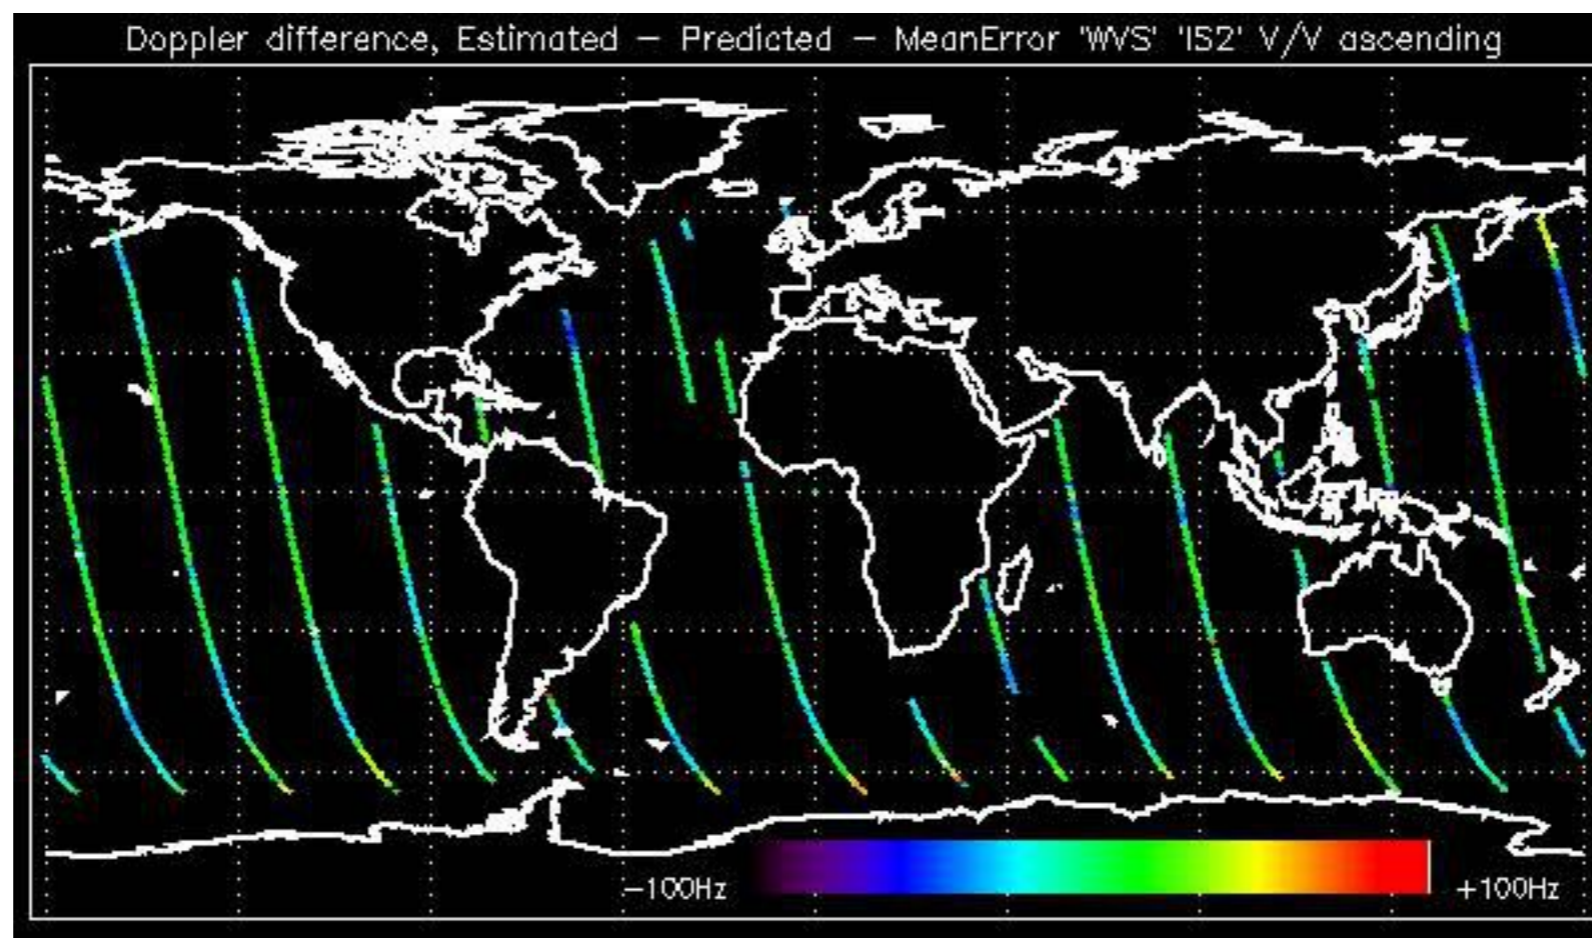 Doppler difference, Estimated – Predicted – MeanError 'WVS' 'IS2' V/V ascending
–100Hz
+100Hz